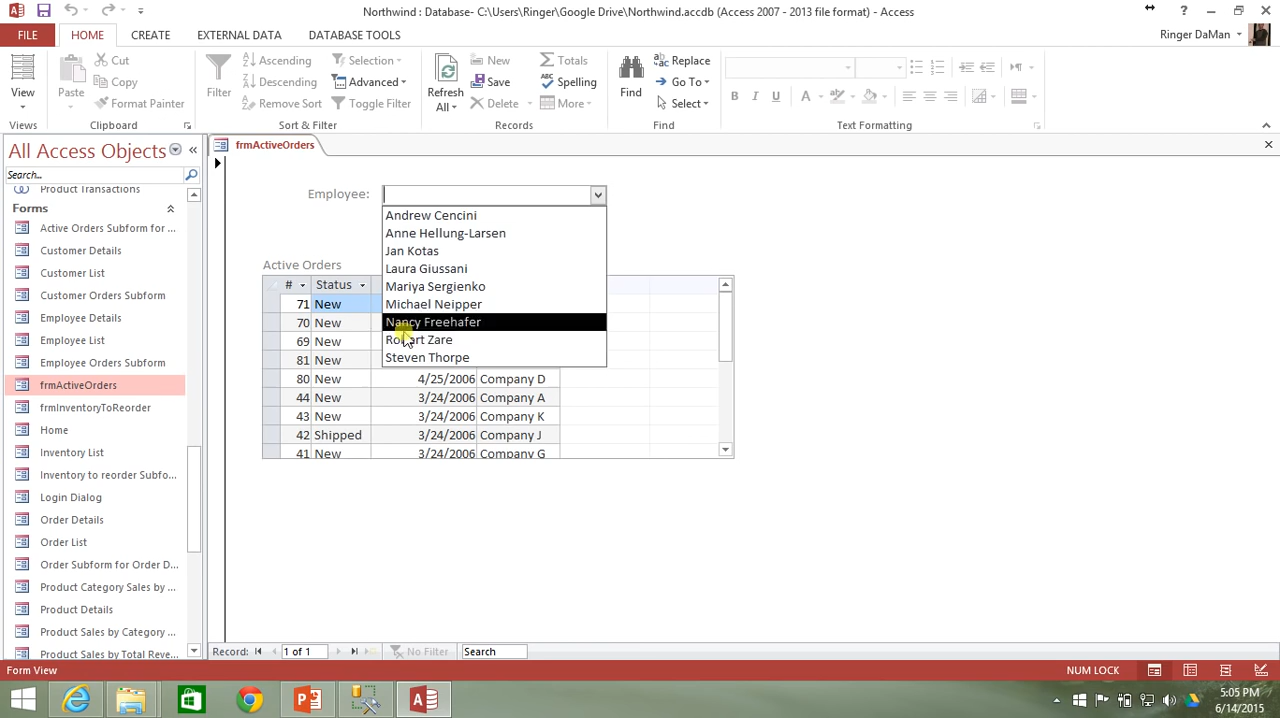 Northwind : Database- C:\Users\Ringer\Google Drive\Northwind.accdb (Access 2007 - 2013 file format) - Access
FILE HOME CREATE EXTERNAL DATA DATABASE TOOLS Ringer DaMan
View
Views
Paste
Cut
Copy
Format Painter
Clipboard
Filter
Ascending
Descending
Remove Sort
Selection
Advanced
Toggle Filter
Sort & Filter
Refresh All
New
Save
Delete
Totals
Spelling
More
Records
Find
Replace
Go To
Select
Find
B I U A
Text Formatting
All Access Objects
Search...
Product Transactions
Forms
Active Orders Subform for ...
Customer Details
Customer List
Customer Orders Subform
Employee Details
Employee List
Employee Orders Subform
frmActiveOrders
frmInventoryToReorder
Home
Inventory List
Inventory to reorder Subfo...
Login Dialog
Order Details
Order List
Order Subform for Order D...
Product Category Sales by ...
Product Details
Product Sales by Category ...
Product Sales by Total Reve...
frmActiveOrders
Employee:
Andrew Cencini
Anne Hellung-Larsen
Jan Kotas
Laura Giussani
Mariya Sergienko
Michael Neipper
Nancy Freehafer
Robert Zare
Steven Thorpe
Active Orders
# Status
71 New
70 New
69 New
81 New
80 New 4/25/2006 Company D
44 New 3/24/2006 Company A
43 New 3/24/2006 Company K
42 Shipped 3/24/2006 Company J
41 New 3/24/2006 Company G
Record: 1 of 1 No Filter Search
Form View NUM LOCK
5:05 PM
6/14/2015